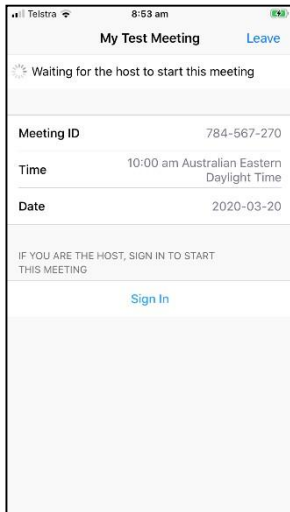 Telstra 8:53 am
My Test Meeting Leave
Waiting for the host to start this meeting
Meeting ID 784-567-270
Time 10:00 am Australian Eastern
Daylight Time
Date 2020-03-20
IF YOU ARE THE HOST, SIGN IN TO START
THIS MEETING
Sign In